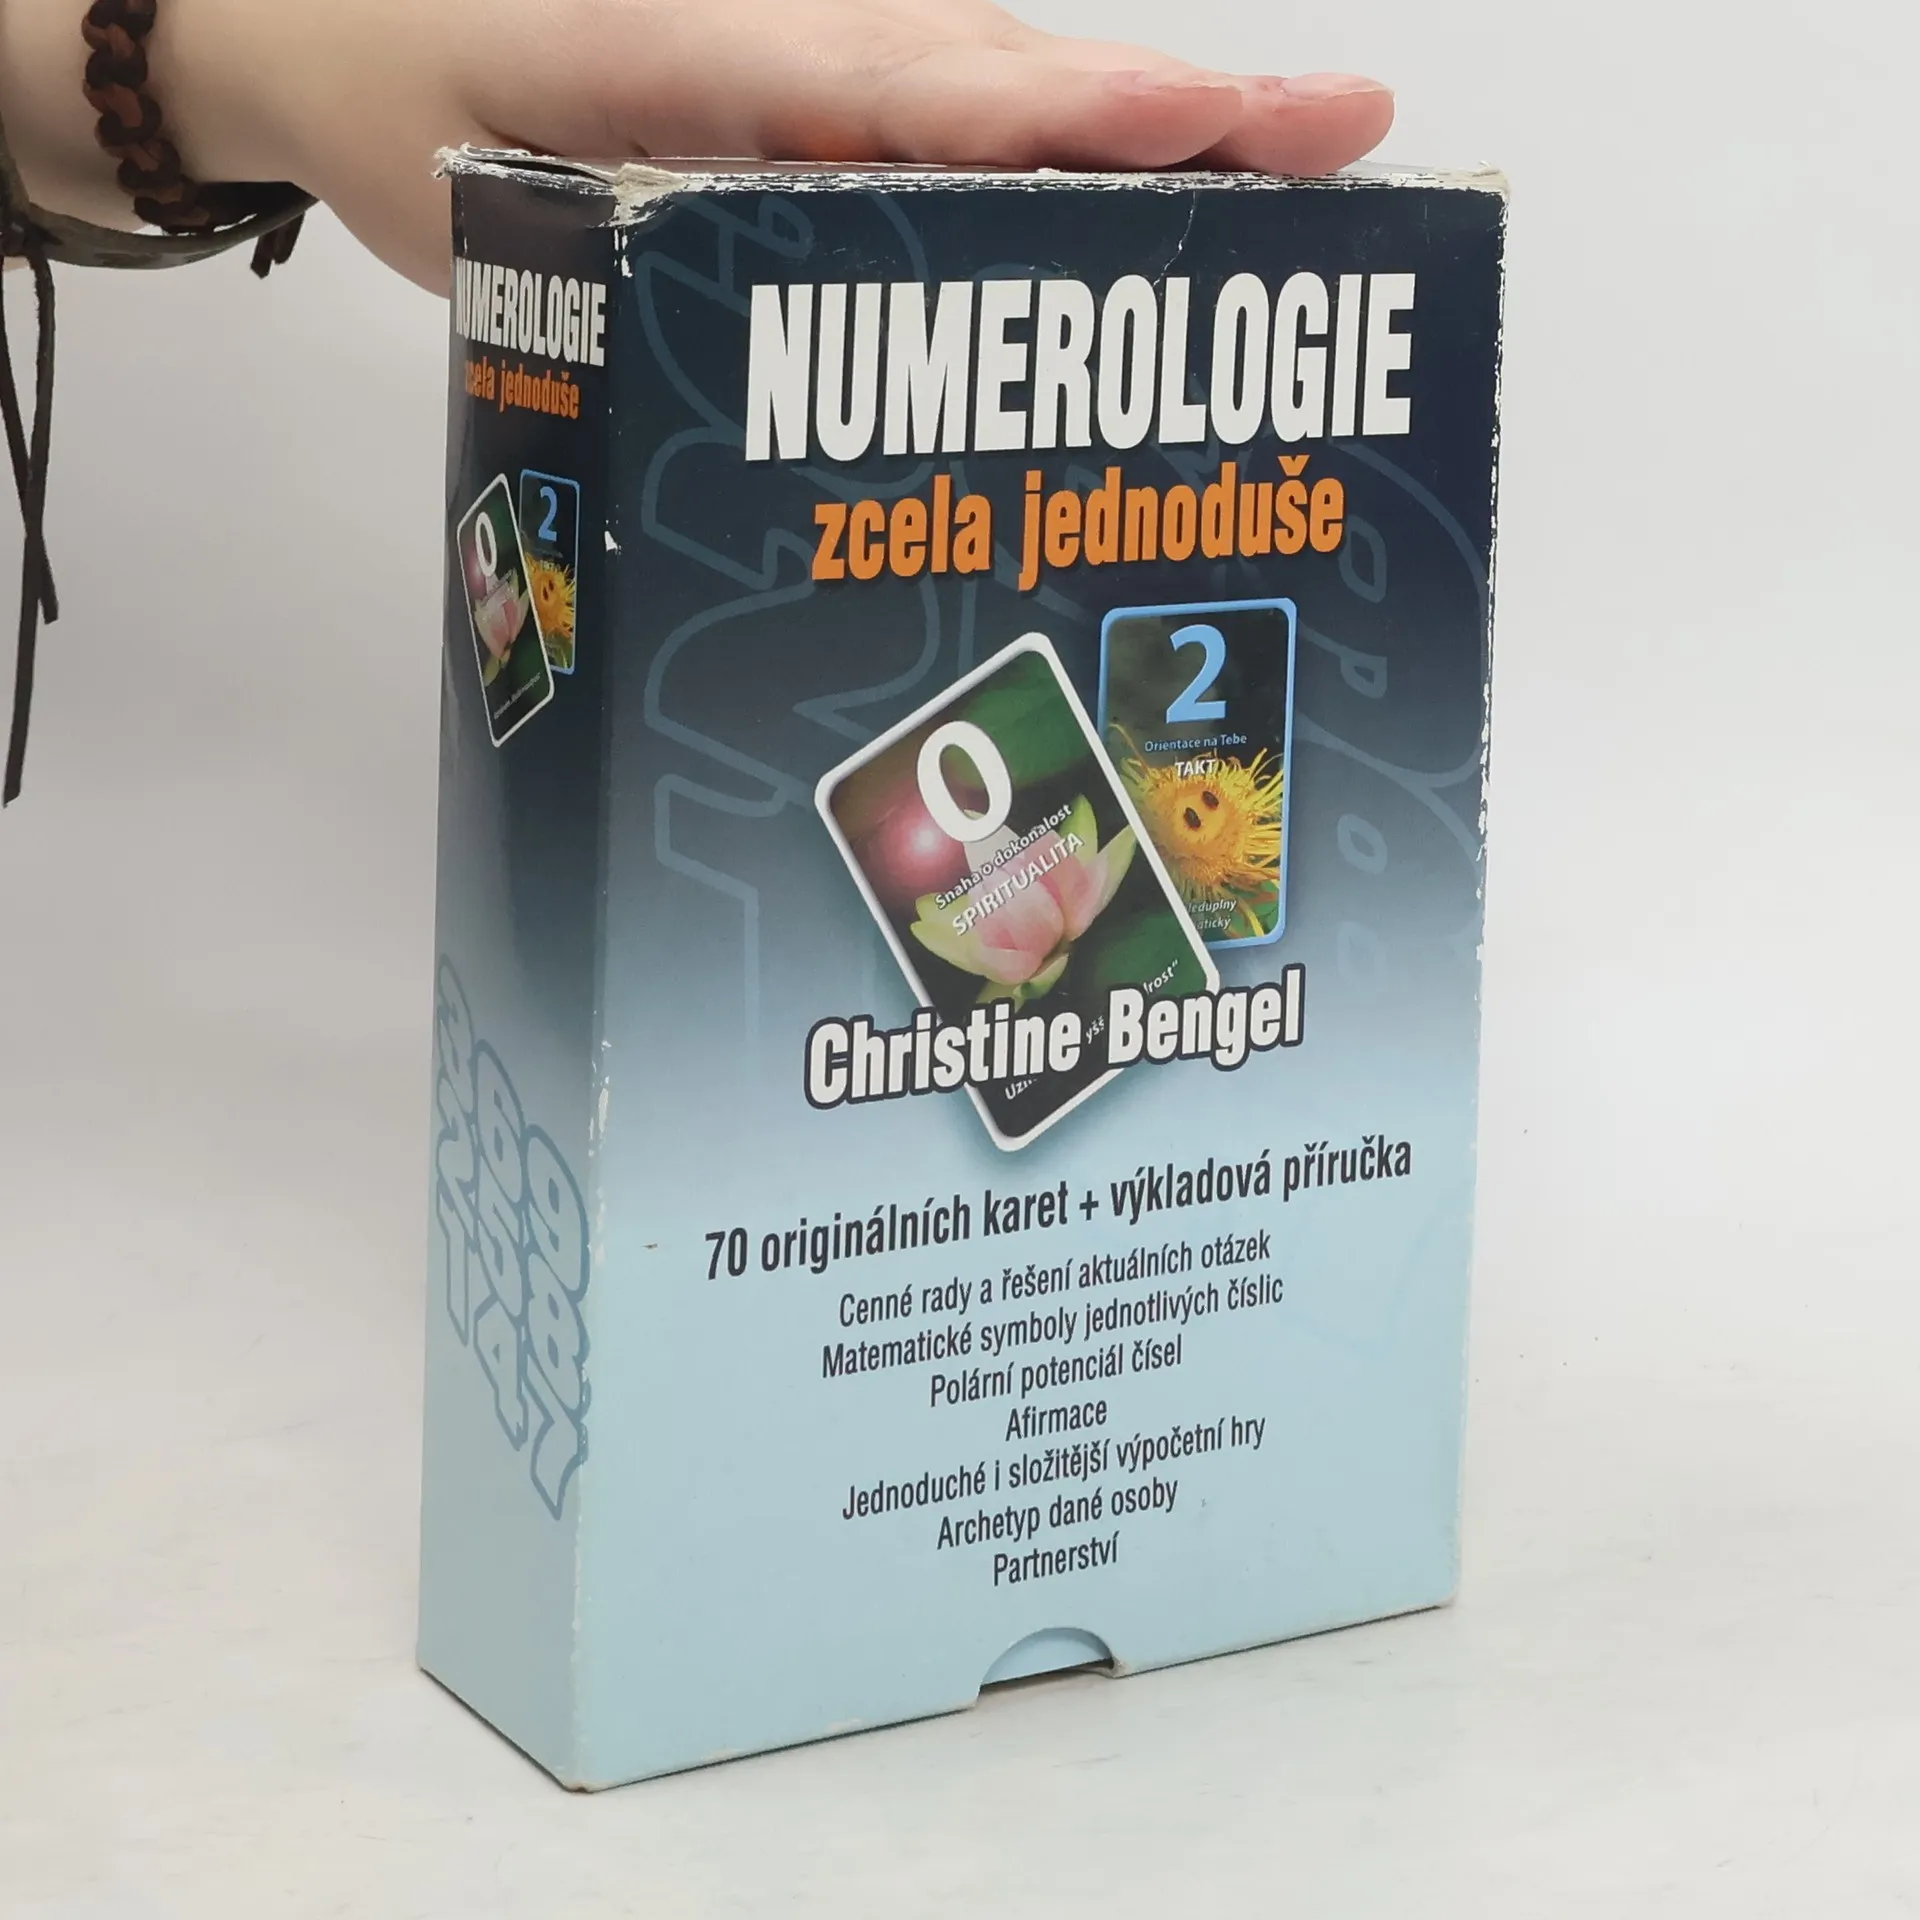 NUMEROLOGIE
zcela jednoduše
0
2
NUMEROLOGIE
zcela jednoduše
2
Orientace na Tebe
TAKT
0
Snaha o dokonalost
SPIRITUALITA
Christine Bengel
70 originálních karet + výkladová příručka
Cenné rady a řešení aktuálních otázek
Matematické symboly jednotlivých číslic
Polární potenciál čísel
Afirmace
Jednoduché i složitější výpočetní hry
Archetyp dané osoby
Partnerství